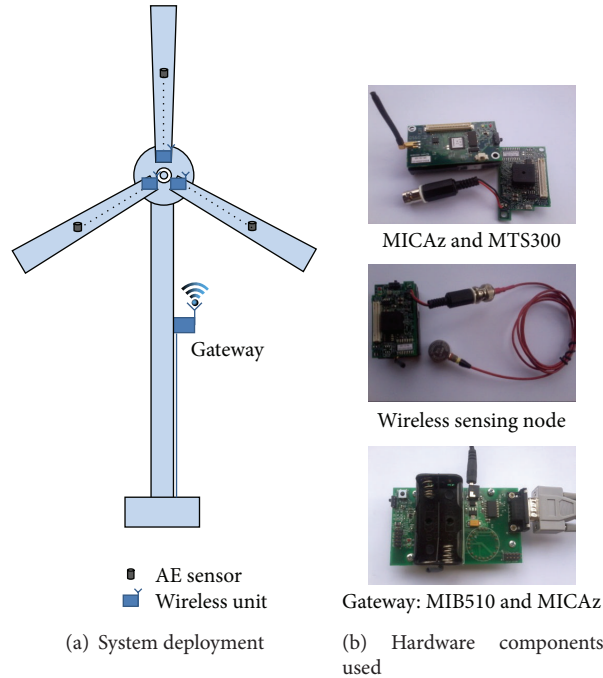 Gateway
AE sensor
Wireless unit
(a) System deployment
MICAz and MTS300
Wireless sensing node
Gateway: MIB510 and MICAz
(b) Hardware components
used